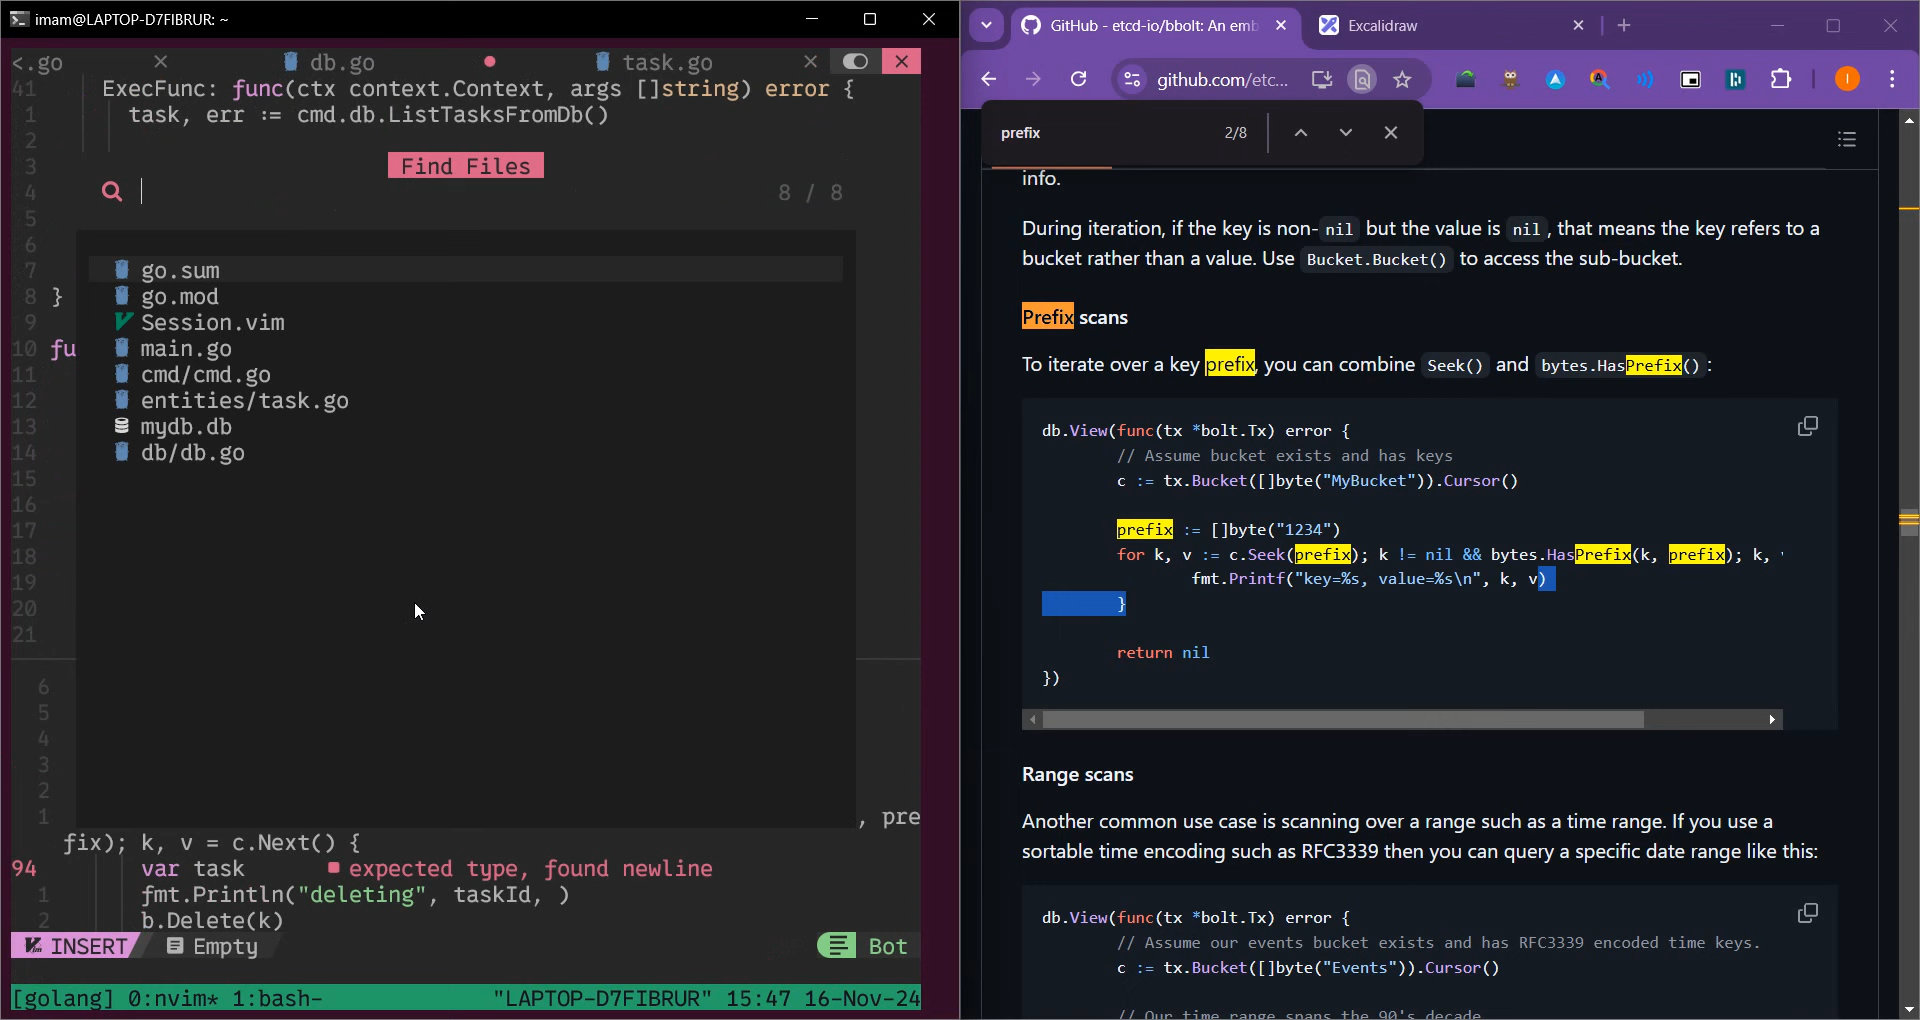 imam@LAPTOP-D7FIBRUR: ~
<.go
db.go
task.go
41 ExecFunc: func(ctx context.Context, args []string) error {
1 task, err := cmd.db.ListTasksFromDb()
2
3 Find Files
4 8 / 8
5
6
7 go.sum
8 } go.mod
9 Session.vim
10 fu main.go
11 cmd/cmd.go
12 entities/task.go
13 mydb.db
14 db/db.go
15
16
17
18
19
20
21
6
5
4
3
2
1 , pre
fix); k, v = c.Next() {
94 var task ■ expected type, found newline
1 fmt.Println("deleting", taskId, )
2 b.Delete(k)
INSERT Empty Bot
[golang] 0:nvim* 1:bash- "LAPTOP-D7FIBRUR" 15:47 16-Nov-24
GitHub - etcd-io/bbolt: An emb
Excalidraw
github.com/etc...
I
prefix 2/8
info.
During iteration, if the key is non-nil but the value is nil, that means the key refers to a
bucket rather than a value. Use Bucket.Bucket() to access the sub-bucket.
Prefix scans
To iterate over a key prefix, you can combine Seek() and bytes.HasPrefix():
db.View(func(tx *bolt.Tx) error {
// Assume bucket exists and has keys
c := tx.Bucket([]byte("MyBucket")).Cursor()
prefix := []byte("1234")
for k, v := c.Seek(prefix); k != nil && bytes.HasPrefix(k, prefix); k,
fmt.Printf("key=%s, value=%s\n", k, v)
}
return nil
})
Range scans
Another common use case is scanning over a range such as a time range. If you use a
sortable time encoding such as RFC3339 then you can query a specific date range like this:
db.View(func(tx *bolt.Tx) error {
// Assume our events bucket exists and has RFC3339 encoded time keys.
c := tx.Bucket([]byte("Events")).Cursor()
// Our time range spans the 90's decade